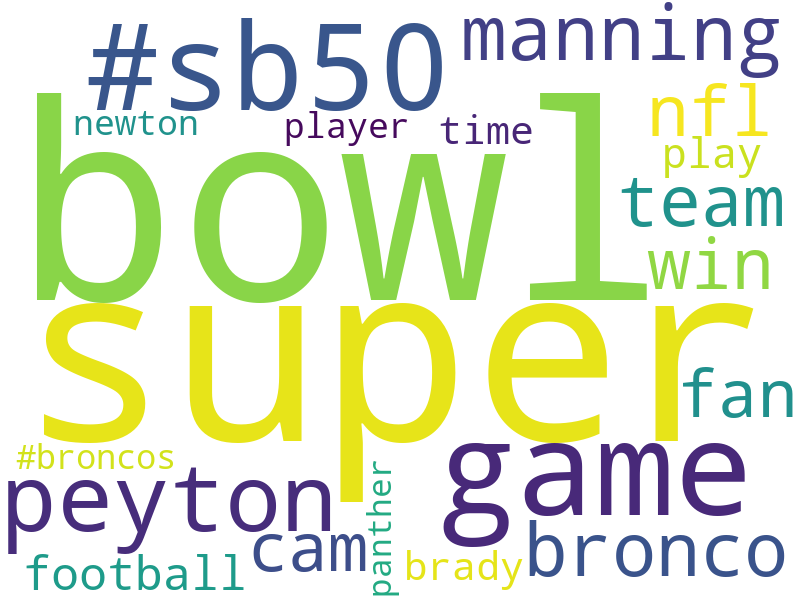 #sb50 manning
newton player time nfl
play
bowl team
win
super
fan
#broncos
peyton game
cam panther bronco
football brady